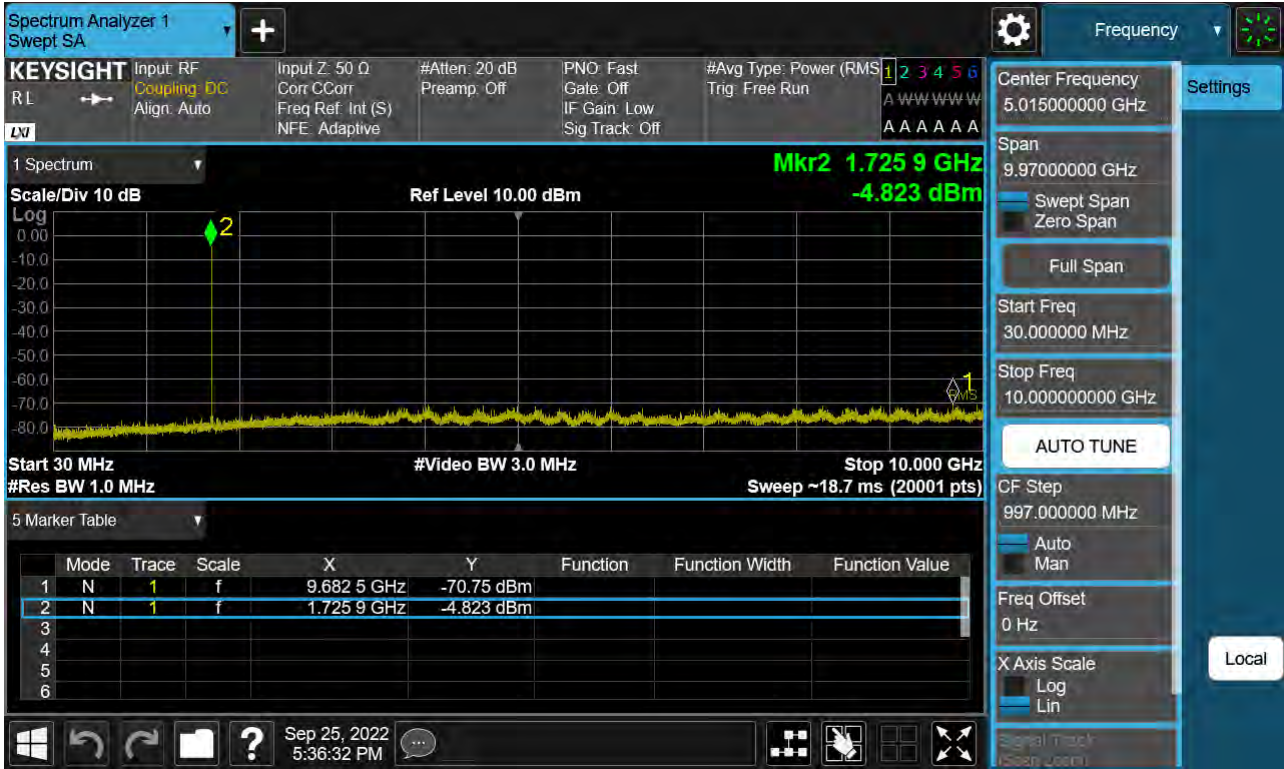 Spectrum Analyzer 1
Swept SA
Frequency
KEYSIGHT
RL
LXI
Input: RF
Coupling: DC
Align: Auto
Input Z: 50 Ω
Corr CCorr
Freq Ref: Int (S)
NFE: Adaptive
#Atten: 20 dB
Preamp: Off
PNO: Fast
Gate: Off
IF Gain: Low
Sig Track: Off
#Avg Type: Power (RMS
Trig: Free Run
1 2 3 4 5 6
A W W W W W
A A A A A A
1 Spectrum
Mkr2 1.725 9 GHz
-4.823 dBm
Scale/Div 10 dB
Ref Level 10.00 dBm
Log
0.00
-10.0
-20.0
-30.0
-40.0
-50.0
-60.0
-70.0
-80.0
2
1
RMS
Start 30 MHz
#Video BW 3.0 MHz
Stop 10.000 GHz
#Res BW 1.0 MHz
Sweep ~18.7 ms (20001 pts)
5 Marker Table
Mode Trace Scale X Y Function Function Width Function Value
1 N 1 f 9.682 5 GHz -70.75 dBm
2 N 1 f 1.725 9 GHz -4.823 dBm
3
4
5
6
Sep 25, 2022
5:36:32 PM
Center Frequency
5.015000000 GHz
Span
9.97000000 GHz
Swept Span
Zero Span
Full Span
Start Freq
30.000000 MHz
Stop Freq
10.000000000 GHz
AUTO TUNE
CF Step
997.000000 MHz
Auto
Man
Freq Offset
0 Hz
X Axis Scale
Log
Lin
Signal Track
(Span Zoom)
Settings
Local